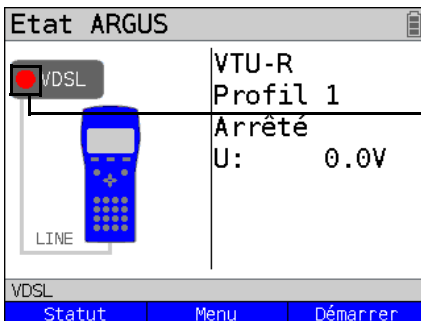 Etat ARGUS
VDSL
VTU-R
Profil 1
Arrêté
U: 0.0V
LINE
VDSL
Statut Menu Démarrer